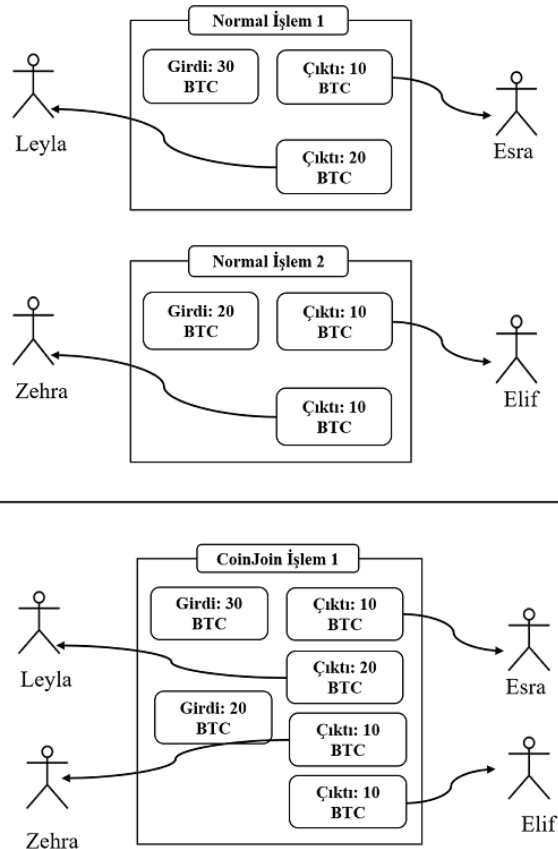 Normal İşlem 1
Girdi: 30
BTC
Çıktı: 10
BTC
Leyla
Esra
Çıktı: 20
BTC
Normal İşlem 2
Girdi: 20
BTC
Çıktı: 10
BTC
Zehra
Elif
Çıktı: 10
BTC
CoinJoin İşlem 1
Girdi: 30
BTC
Çıktı: 10
BTC
Leyla
Esra
Çıktı: 20
BTC
Girdi: 20
BTC
Çıktı: 10
BTC
Çıktı: 10
BTC
Zehra
Elif